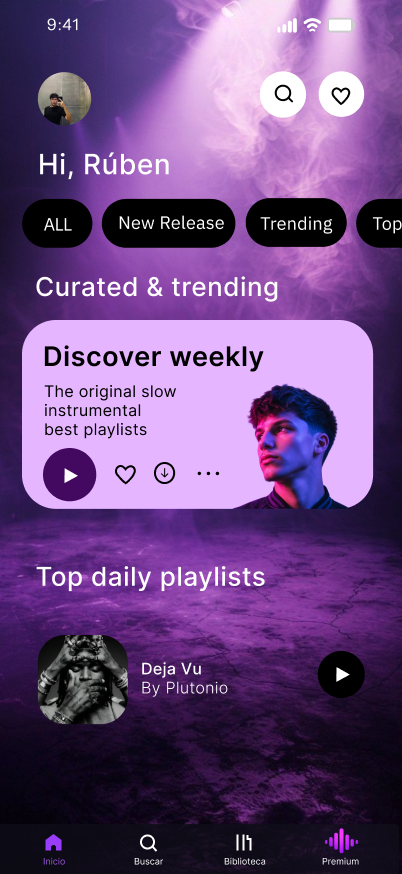 9:41
Hi, Rúben
ALL
New Release
Trending
Top
Curated & trending
Discover weekly
The original slow
instrumental
best playlists
Top daily playlists
Deja Vu
By Plutonio
Inicio
Buscar
Biblioteca
Premium